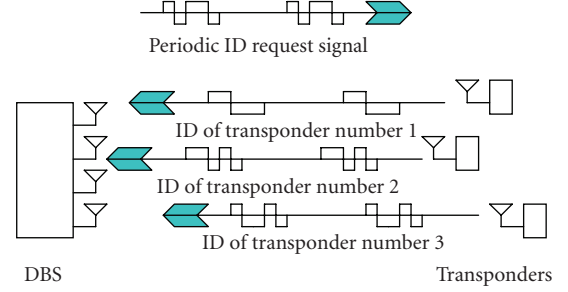 Periodic ID request signal
ID of transponder number 1
ID of transponder number 2
ID of transponder number 3
DBS
Transponders